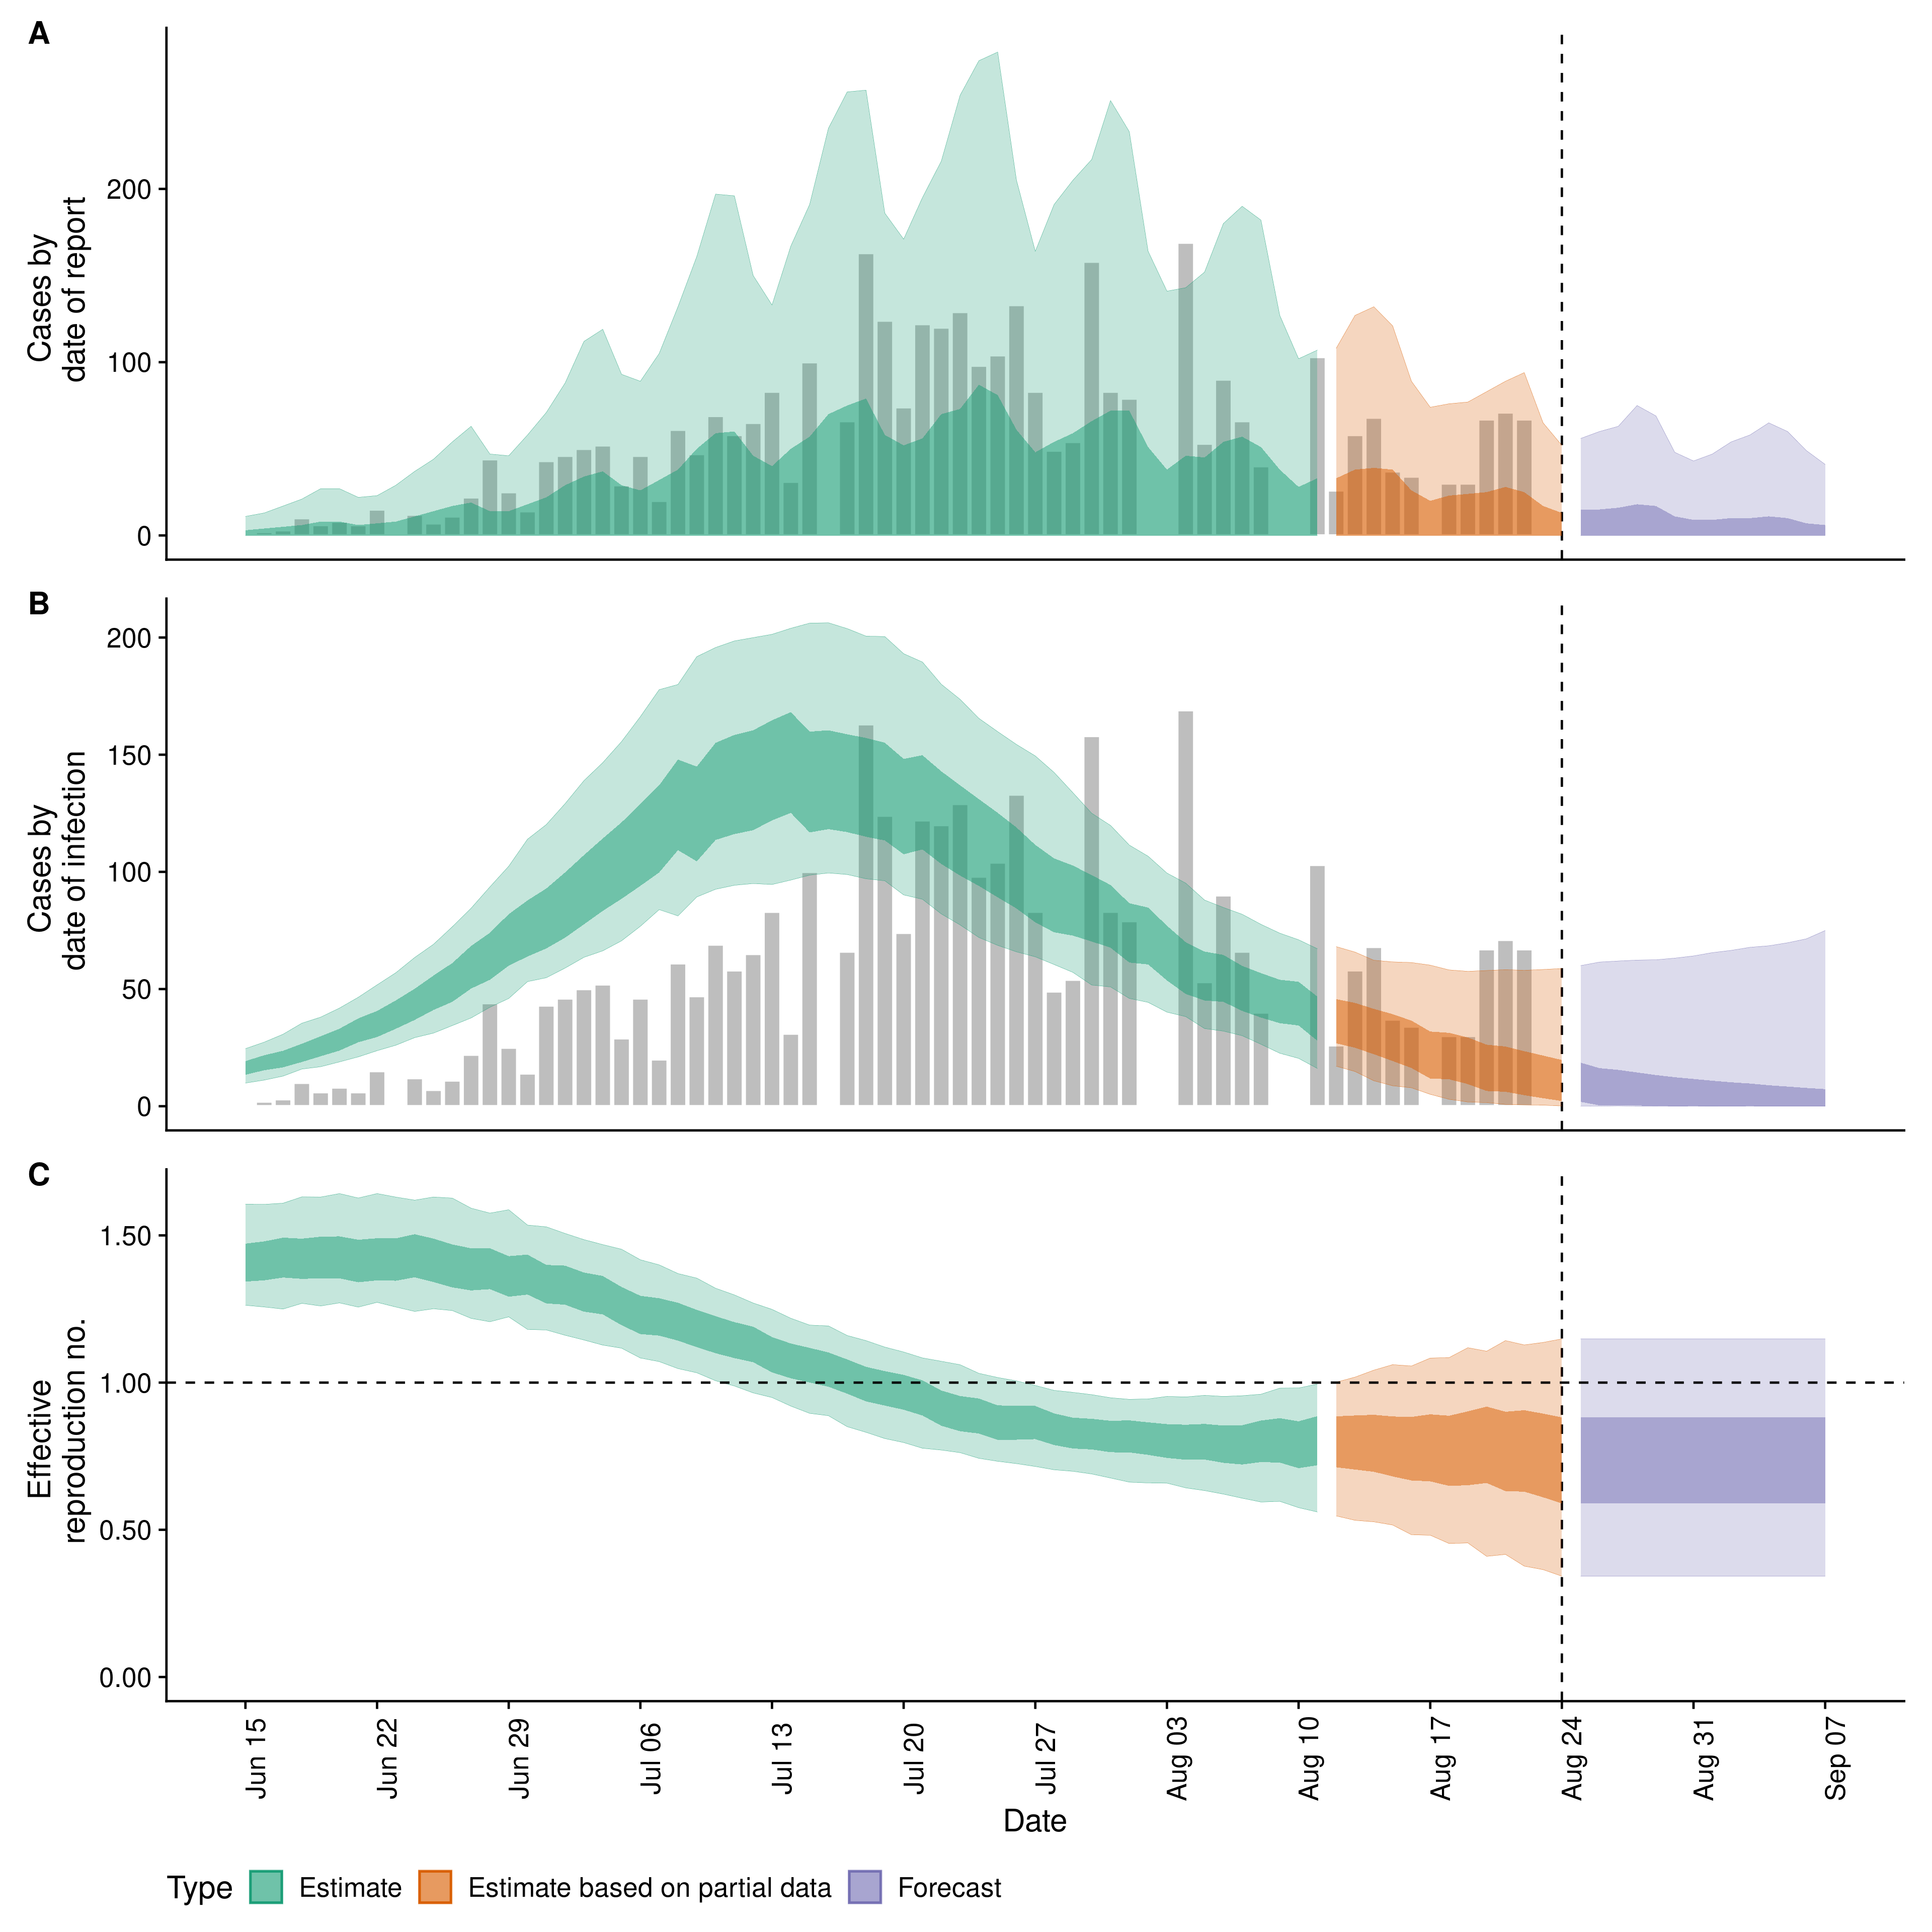 A
Cases by
date of report
200
100
0
B
Cases by
date of infection
200
150
100
50
0
C
Effective
reproduction no.
1.50
1.00
0.50
0.00
Jun 15
Jun 22
Jun 29
Jul 06
Jul 13
Jul 20
Jul 27
Aug 03
Aug 10
Aug 17
Aug 24
Aug 31
Sep 07
Date
Type Estimate Estimate based on partial data Forecast